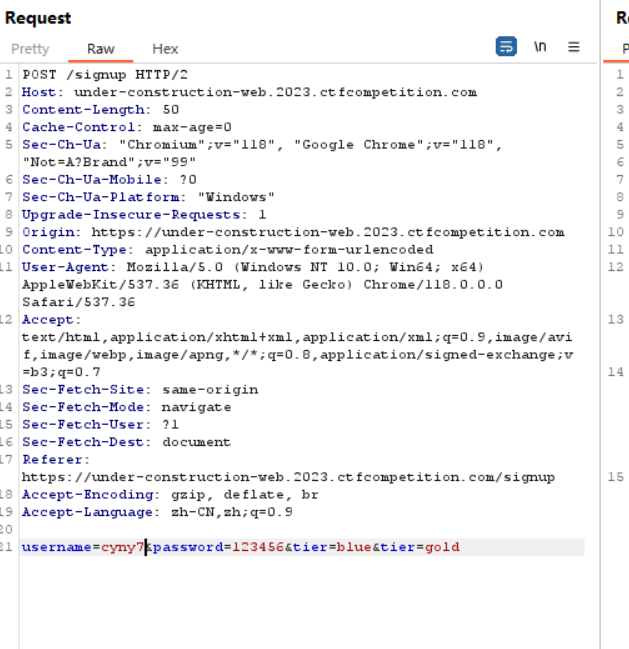 Request
Re
Pretty Raw Hex \n
P
1 POST /signup HTTP/2
2 Host: under-construction-web.2023.ctfcompetition.com
3 Content-Length: 50
4 Cache-Control: max-age=0
5 Sec-Ch-Ua: "Chromium";v="118", "Google Chrome";v="118",
"Not=A?Brand";v="99"
6 Sec-Ch-Ua-Mobile: ?0
7 Sec-Ch-Ua-Platform: "Windows"
8 Upgrade-Insecure-Requests: 1
9 Origin: https://under-construction-web.2023.ctfcompetition.com
10 Content-Type: application/x-www-form-urlencoded
11 User-Agent: Mozilla/5.0 (Windows NT 10.0; Win64; x64)
AppleWebKit/537.36 (KHTML, like Gecko) Chrome/118.0.0.0
Safari/537.36
12 Accept:
text/html,application/xhtml+xml,application/xml;q=0.9,image/avi
f,image/webp,image/apng,*/*;q=0.8,application/signed-exchange;v
=b3;q=0.7
13 Sec-Fetch-Site: same-origin
14 Sec-Fetch-Mode: navigate
15 Sec-Fetch-User: ?1
16 Sec-Fetch-Dest: document
17 Referer:
https://under-construction-web.2023.ctfcompetition.com/signup
18 Accept-Encoding: gzip, deflate, br
19 Accept-Language: zh-CN,zh;q=0.9
20
21 username=cyny7&password=123456&tier=blue&tier=gold
1
2
3
4
5
6
7
8
9
10
11
12
13
14
15